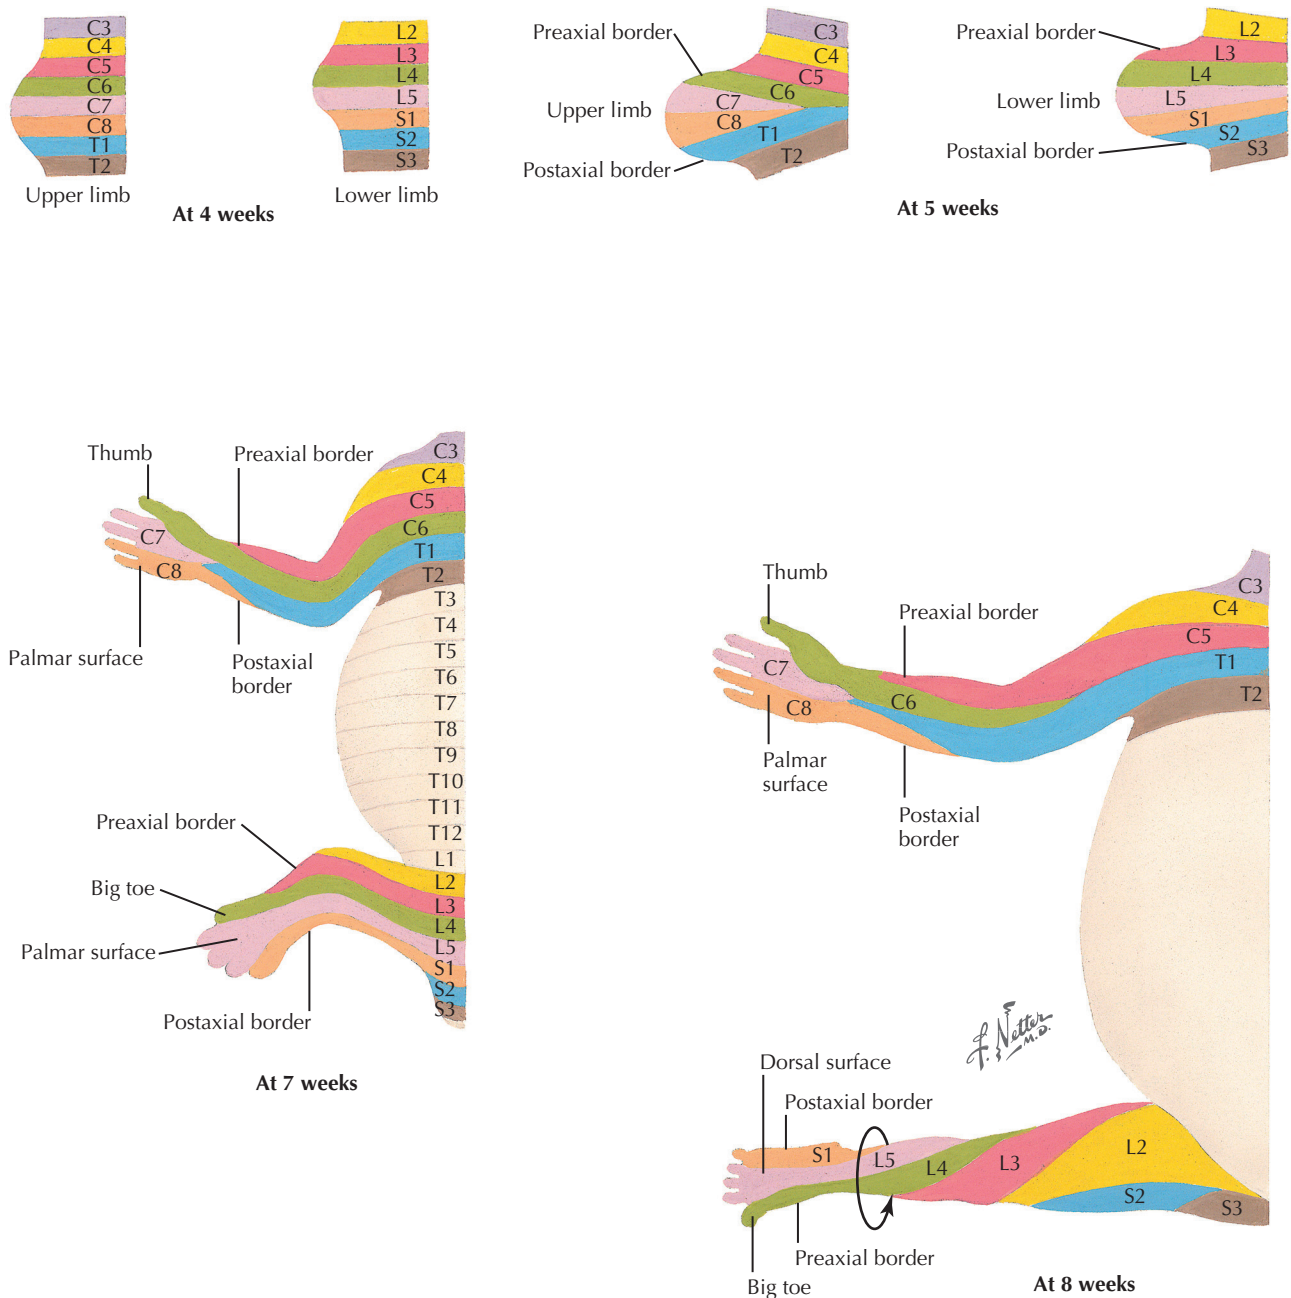 C3
C4
C5
C6
C7
C8
T1
T2
Upper limb
L2
L3
L4
L5
S1
S2
S3
Lower limb
At 4 weeks
Preaxial border
Upper limb
Postaxial border
C3
C4
C5
C6
C7
C8
T1
T2
Preaxial border
Lower limb
Postaxial border
L2
L3
L4
L5
S1
S2
S3
At 5 weeks
Thumb
Preaxial border
C3
C4
C5
C6
T1
T2
T3
T4
T5
T6
T7
T8
T9
T10
T11
T12
L1
L2
L3
L4
L5
S1
S2
S3
C7
C8
Palmar surface
Postaxial
border
Preaxial border
Big toe
Palmar surface
Postaxial border
At 7 weeks
Thumb
Preaxial border
C3
C4
C5
T1
T2
C7
C6
C8
Palmar
surface
Postaxial
border
F. Netter
M.D.
Dorsal surface
Postaxial border
S1
L5
L4
L3
L2
S2
S3
Preaxial border
Big toe
At 8 weeks